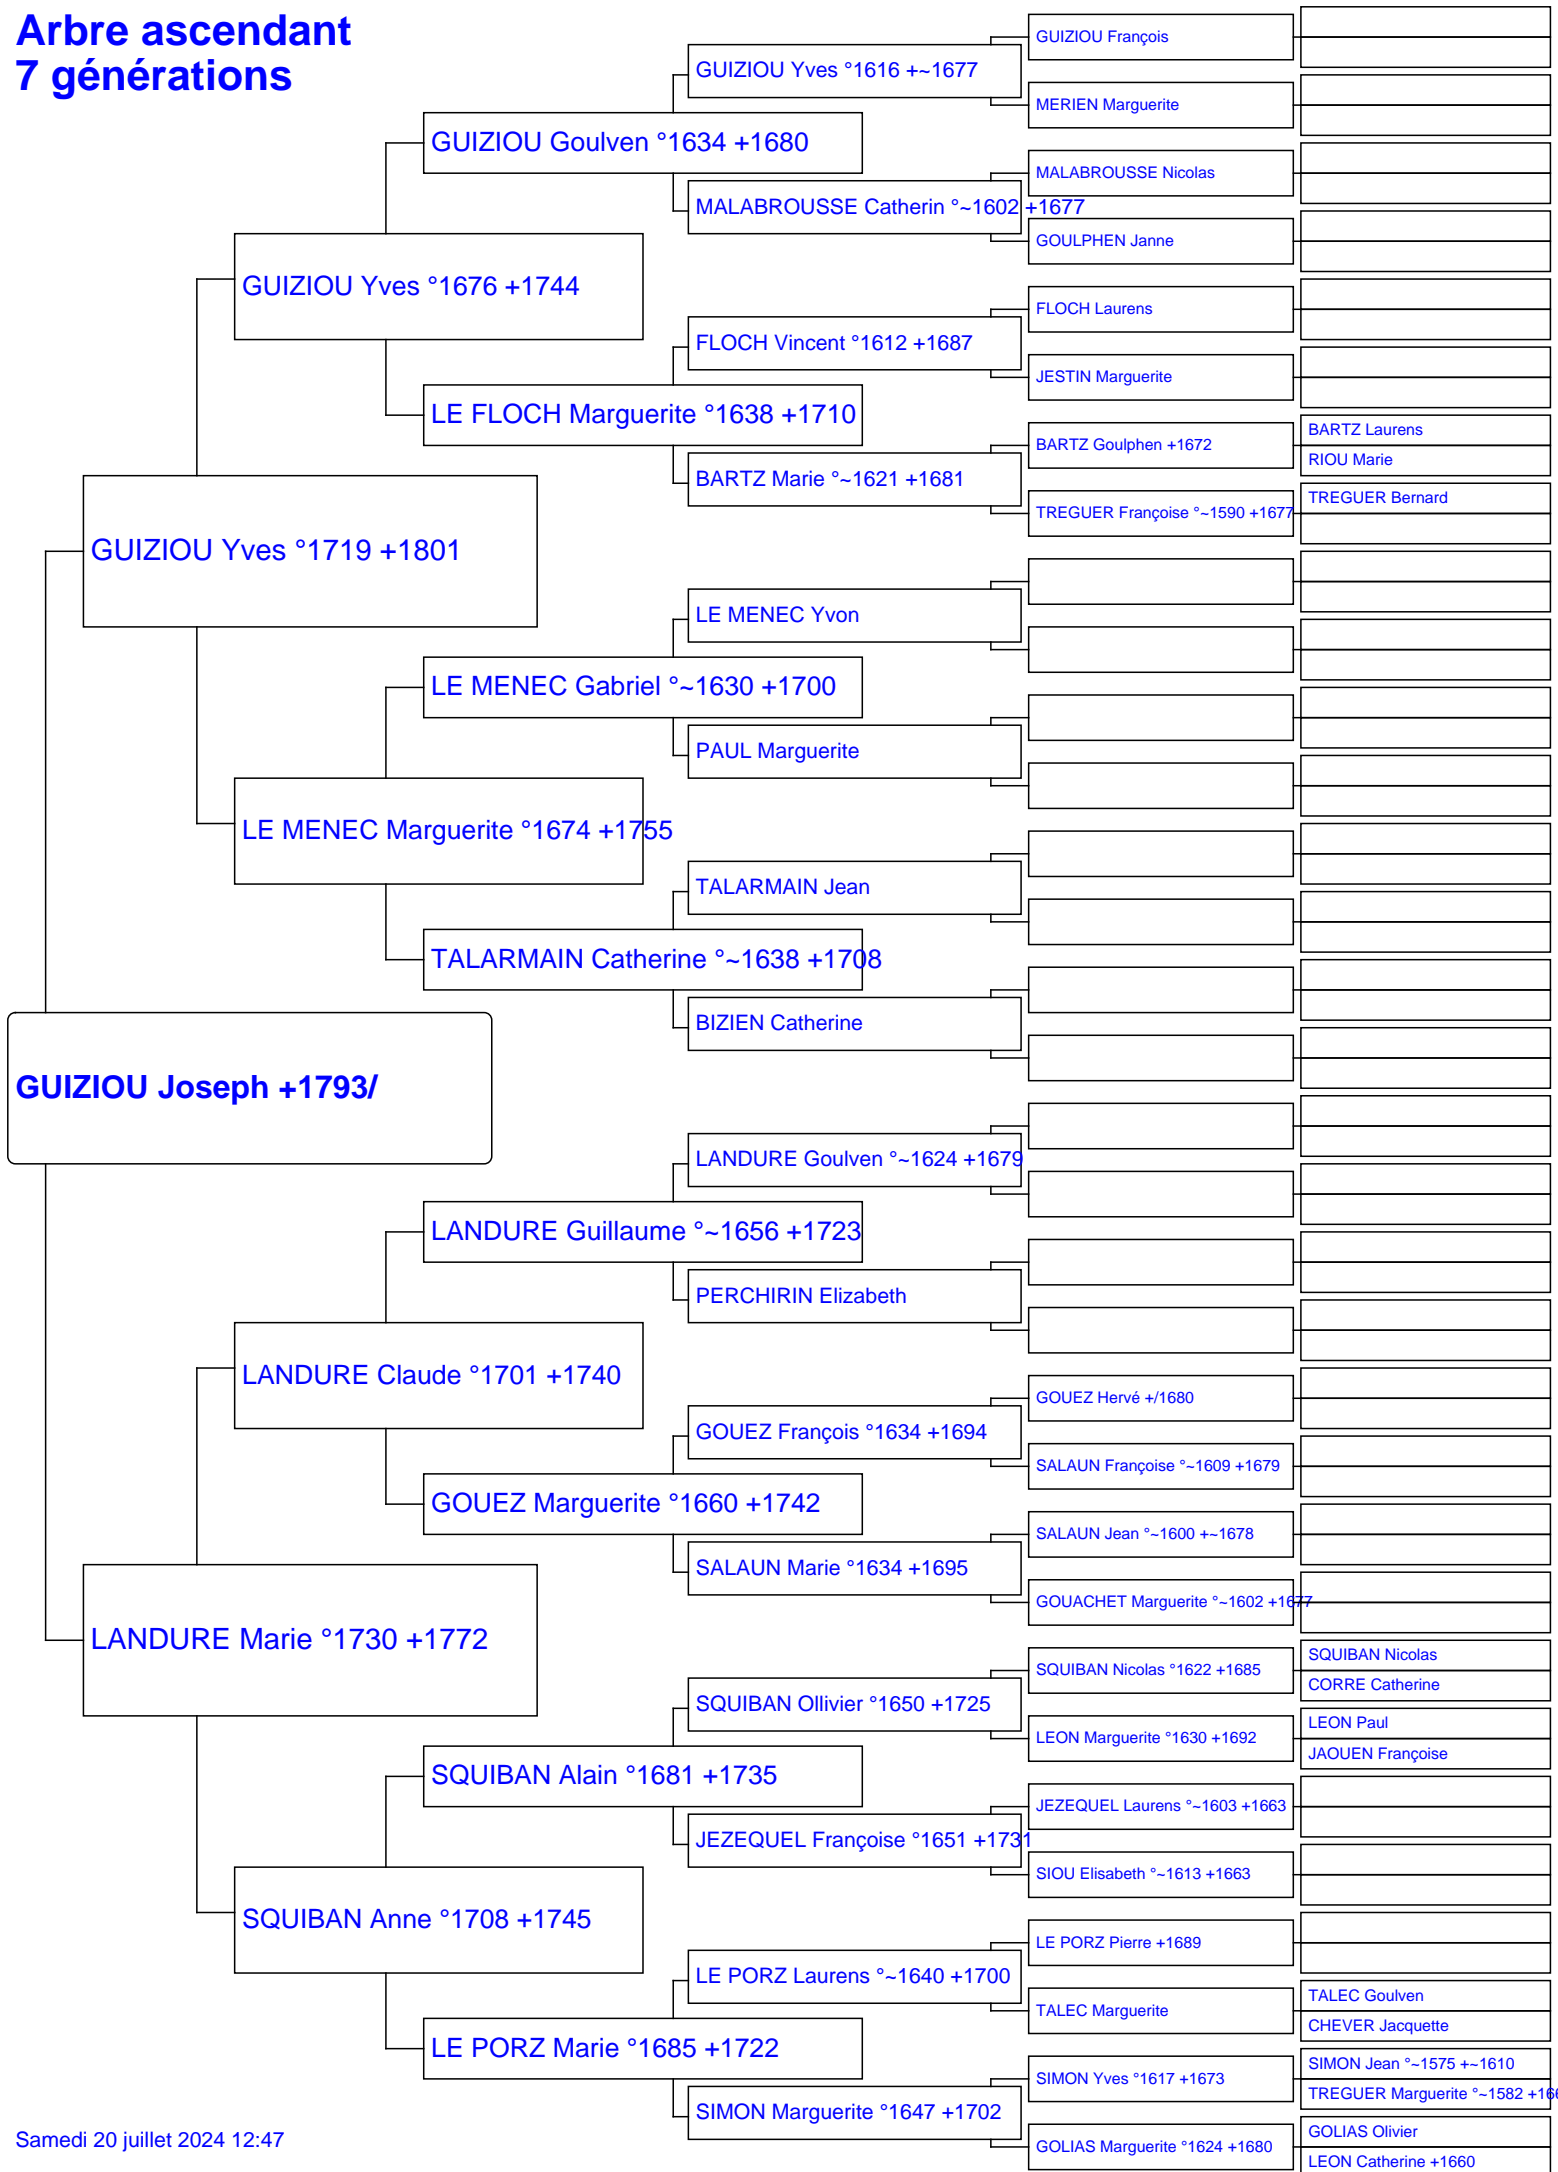 Arbre ascendant
7 générations
GUIZIOU François
GUIZIOU Yves °1616 +~1677
MERIEN Marguerite
GUIZIOU Goulven °1634 +1680
MALABROUSSE Nicolas
MALABROUSSE Catherin °~1602 +1677
GOULPHEN Janne
GUIZIOU Yves °1676 +1744
FLOCH Laurens
FLOCH Vincent °1612 +1687
JESTIN Marguerite
LE FLOCH Marguerite °1638 +1710
BARTZ Laurens
BARTZ Goulphen +1672
RIOU Marie
BARTZ Marie °~1621 +1681
TREGUER Bernard
TREGUER Françoise °~1590 +1677
GUIZIOU Yves °1719 +1801
LE MENEC Yvon
LE MENEC Gabriel °~1630 +1700
PAUL Marguerite
LE MENEC Marguerite °1674 +1755
TALARMAIN Jean
TALARMAIN Catherine °~1638 +1708
BIZIEN Catherine
GUIZIOU Joseph +1793/
LANDURE Goulven °~1624 +1679
LANDURE Guillaume °~1656 +1723
PERCHIRIN Elizabeth
LANDURE Claude °1701 +1740
GOUEZ Hervé +/1680
GOUEZ François °1634 +1694
SALAUN Françoise °~1609 +1679
GOUEZ Marguerite °1660 +1742
SALAUN Jean °~1600 +~1678
SALAUN Marie °1634 +1695
GOUACHET Marguerite °~1602 +1677
LANDURE Marie °1730 +1772
SQUIBAN Nicolas
SQUIBAN Nicolas °1622 +1685
CORRE Catherine
SQUIBAN Ollivier °1650 +1725
LEON Paul
LEON Marguerite °1630 +1692
JAOUEN Françoise
SQUIBAN Alain °1681 +1735
JEZEQUEL Laurens °~1603 +1663
JEZEQUEL Françoise °1651 +1731
SIOU Elisabeth °~1613 +1663
SQUIBAN Anne °1708 +1745
LE PORZ Pierre +1689
LE PORZ Laurens °~1640 +1700
TALEC Goulven
TALEC Marguerite
CHEVER Jacquette
LE PORZ Marie °1685 +1722
SIMON Jean °~1575 +~1610
SIMON Yves °1617 +1673
TREGUER Marguerite °~1582
SIMON Marguerite °1647 +1702
GOLIAS Olivier
GOLIAS Marguerite °1624 +1680
LEON Catherine +1660
Samedi 20 juillet 2024 12:47